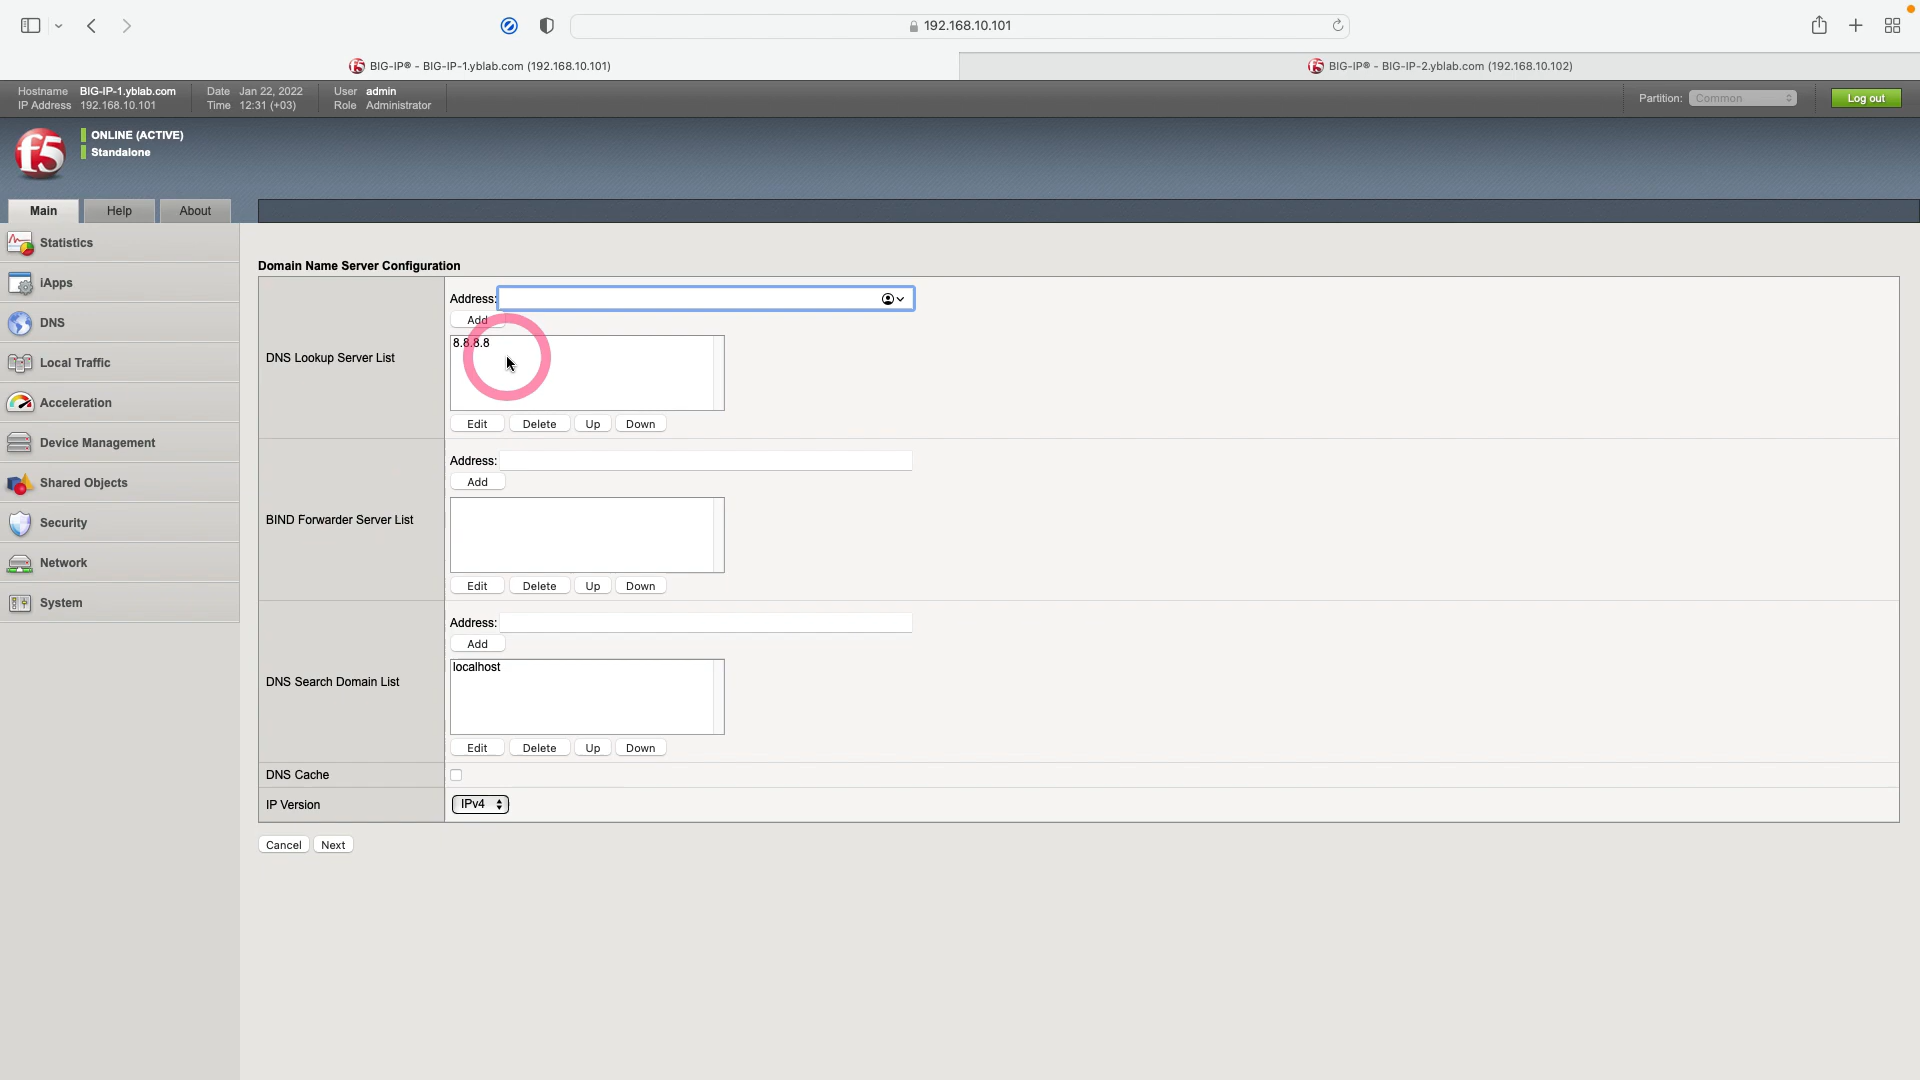 192.168.10.101
BIG-IP® - BIG-IP-1.yblab.com (192.168.10.101)
BIG-IP® - BIG-IP-2.yblab.com (192.168.10.102)
Hostname BIG-IP-1.yblab.com
IP Address 192.168.10.101
Date Jan 22, 2022
Time 12:31 (+03)
User admin
Role Administrator
Partition: Common
Log out
f5
ONLINE (ACTIVE)
Standalone
Main
Help
About
Statistics
iApps
DNS
Local Traffic
Acceleration
Device Management
Shared Objects
Security
Network
System
Domain Name Server Configuration
DNS Lookup Server List
Address:
Add
8.8.8.8
Edit Delete Up Down
BIND Forwarder Server List
Address:
Add
Edit Delete Up Down
DNS Search Domain List
Address:
Add
localhost
Edit Delete Up Down
DNS Cache
IP Version
IPv4
Cancel Next